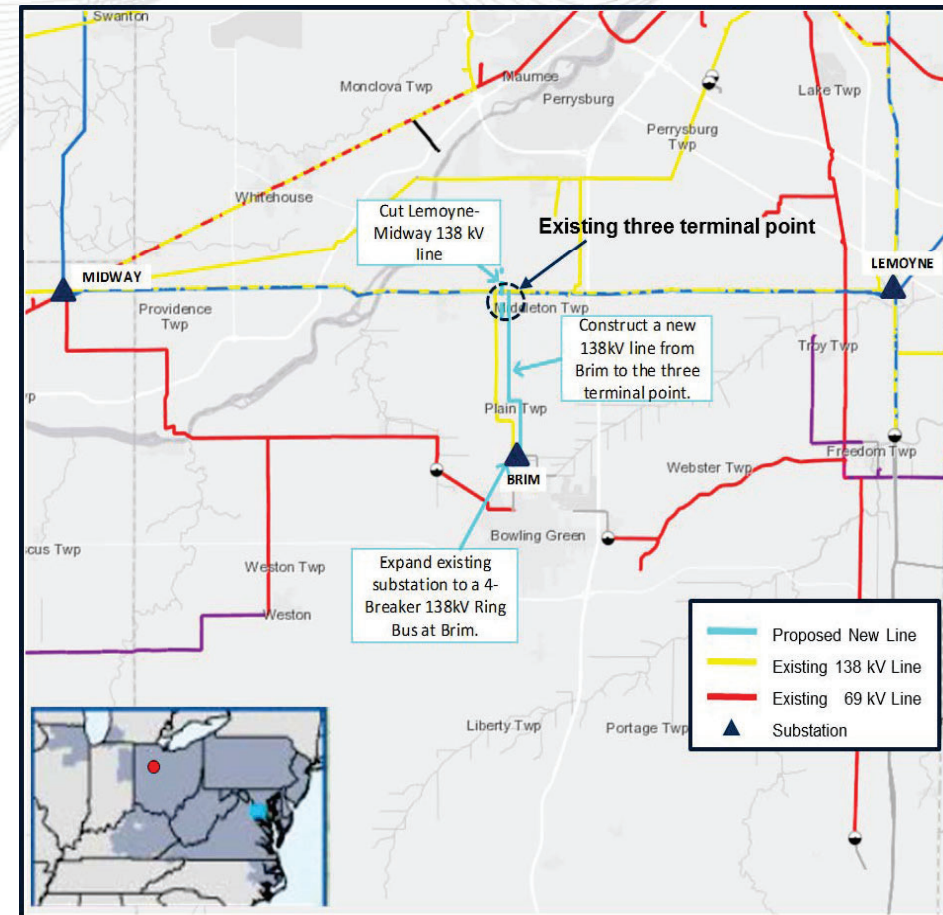 Swanton
Monclova Twp
Maumee
Perrysburg
Lake Twp
Perrysburg
Twp
Whitehouse
Cut Lemoyne-
Midway 138 kV
line
Existing three terminal point
MIDWAY
LEMOYNE
Providence
Twp
Middleton Twp
Construct a new
138kV line from
Brim to the three
terminal point.
Troy Twp
Plain Twp
Freedom Twp
Webster Twp
BRIM
Bowling Green
cus Twp
Weston Twp
Expand existing
substation to a 4-
Breaker 138kV Ring
Bus at Brim.
Weston
Liberty Twp
Portage Twp
Proposed New Line
Existing 138 kV Line
Existing 69 kV Line
Substation